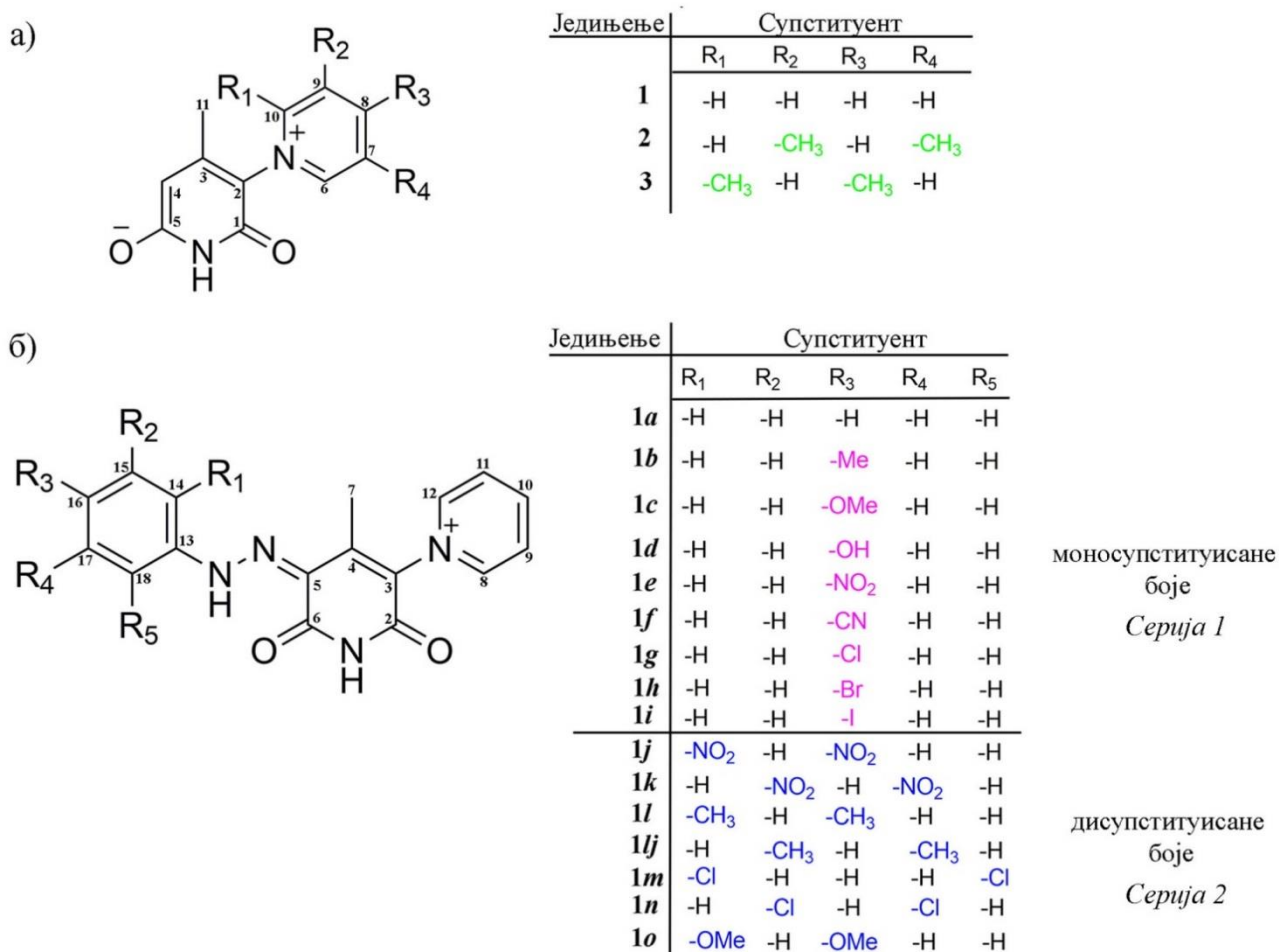 а)
Једињење Супституент
R1 R2 R3 R4
1 -H -H -H -H
2 -H -CH3 -H -CH3
3 -CH3 -H -CH3 -H
R2
R1 9 R3
11 10 8
+
3 N 7
4 2 6 R4
5 1
− O N O
H
б)
Једињење Супституент
R1 R2 R3 R4 R5
1a -H -H -H -H -H
1b -H -H -Me -H -H
1c -H -H -OMe -H -H
1d -H -H -OH -H -H
1e -H -H -NO2 -H -H
1f -H -H -CN -H -H
1g -H -H -Cl -H -H
1h -H -H -Br -H -H
1i -H -H -I -H -H
моносупституисане
боје
Серија 1
1j -NO2 -H -NO2 -H -H
1k -H -NO2 -H -NO2 -H
1l -CH3 -H -CH3 -H -H
1lj -H -CH3 -H -CH3 -H
1m -Cl -H -H -H -Cl
1n -H -Cl -H -Cl -H
1o -OMe -H -OMe -H -H
дисупституисане
боје
Серија 2
R2
R3 15 R1 7 11 10
16 14 12
+
17 13 N 4 N 9
R4 18 N 5 3 8
H
R5 6 2
O N O
H